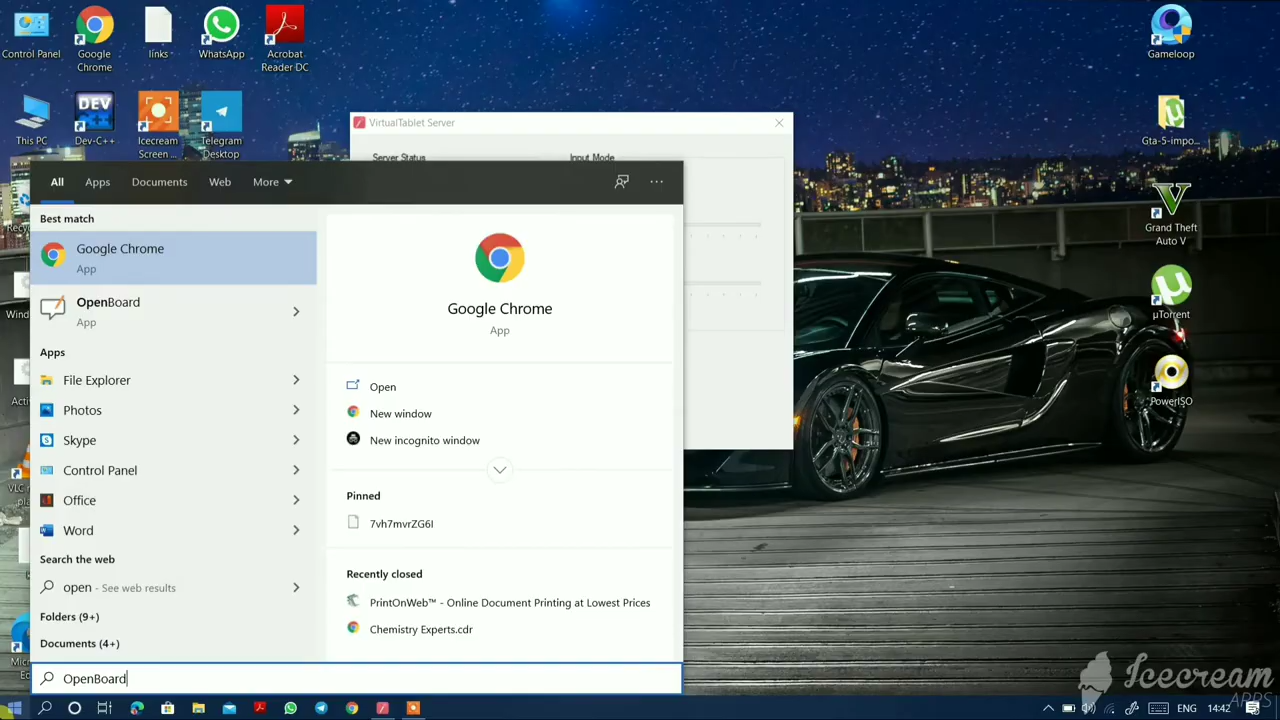 Control Panel
Google
Chrome
links
WhatsApp
Acrobat
Reader DC
Gameloop
This PC
DEV
Dev-C++
Icecream
Screen ...
Telegram
Desktop
Gta-5-impo...
VirtualTablet Server
Server Status
Input Mode
All
Apps
Documents
Web
More
Best match
Google Chrome
App
OpenBoard
App
Apps
File Explorer
Photos
Skype
Control Panel
Office
Word
Search the web
open - See web results
Folders (9+)
Documents (4+)
OpenBoard
Google Chrome
App
Open
New window
New incognito window
Pinned
Recently closed
PrintOnWeb™ - Online Document Printing at Lowest Prices
Chemistry Experts.cdr
Grand Theft
Auto V
µTorrent
PowerISO
Icecream
APPS
ENG
14:42